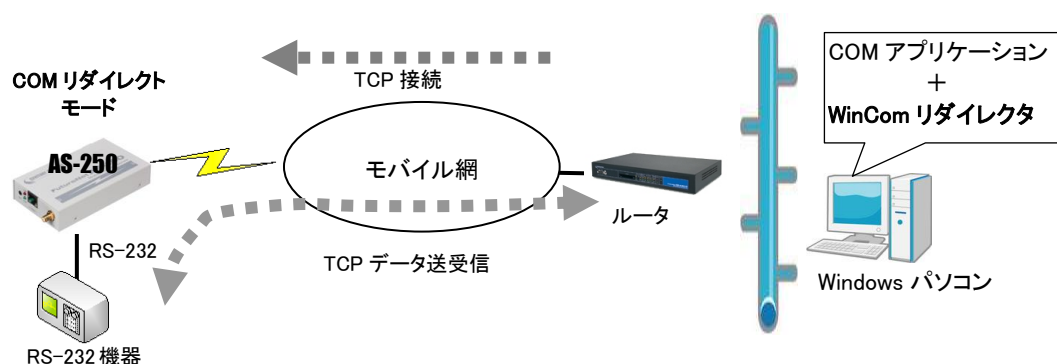 COM リダイレクト
モード
AS-250
RS-232
RS-232 機器
TCP 接続
モバイル網
TCP データ送受信
ルータ
COM アプリケーション
+
WinCom リダイレクタ
Windows パソコン